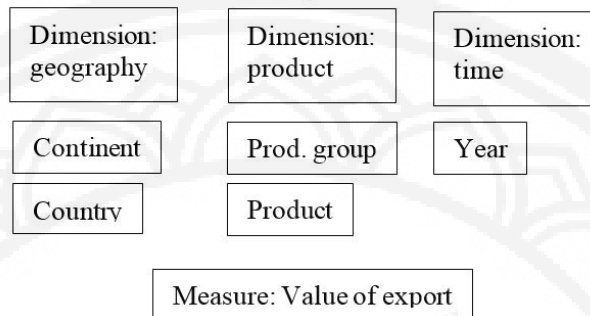 Dimension:
geography
Dimension:
product
Dimension:
time
Continent
Prod. group
Year
Country
Product
Measure: Value of export